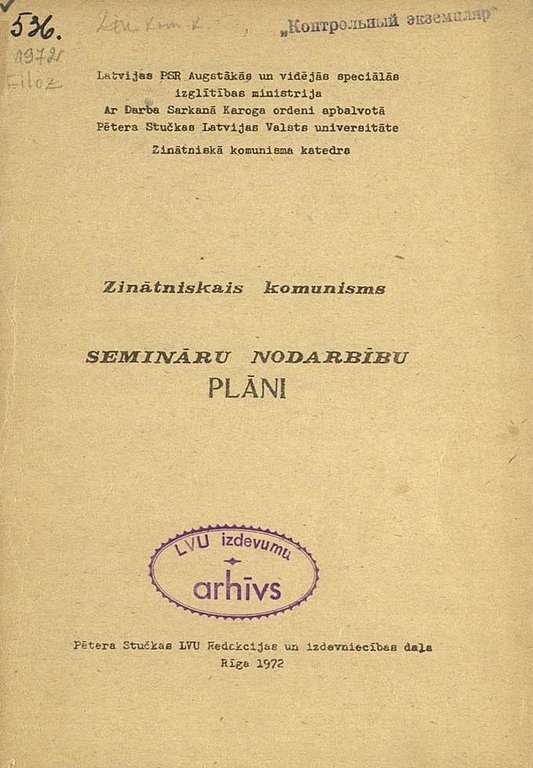 536.
"Контрольный экземпляр"
1972
Filoz
Latvijas PSR Augstākās un vidējās speciālās
izglītības ministrija
Ar Darba Sarkanā Karoga ordeni apbalvotā
Pētera Stučkas Latvijas Valsts universitāte
Zinātniskā komunisma katedra
Zinātniskais komunisms
SEMINĀRU NODARBĪBU
PLĀNI
LVU izdevumu
arhīvs
Pētera Stučkas LVU Redakcijas un izdevniecības daļa
Rīga 1972